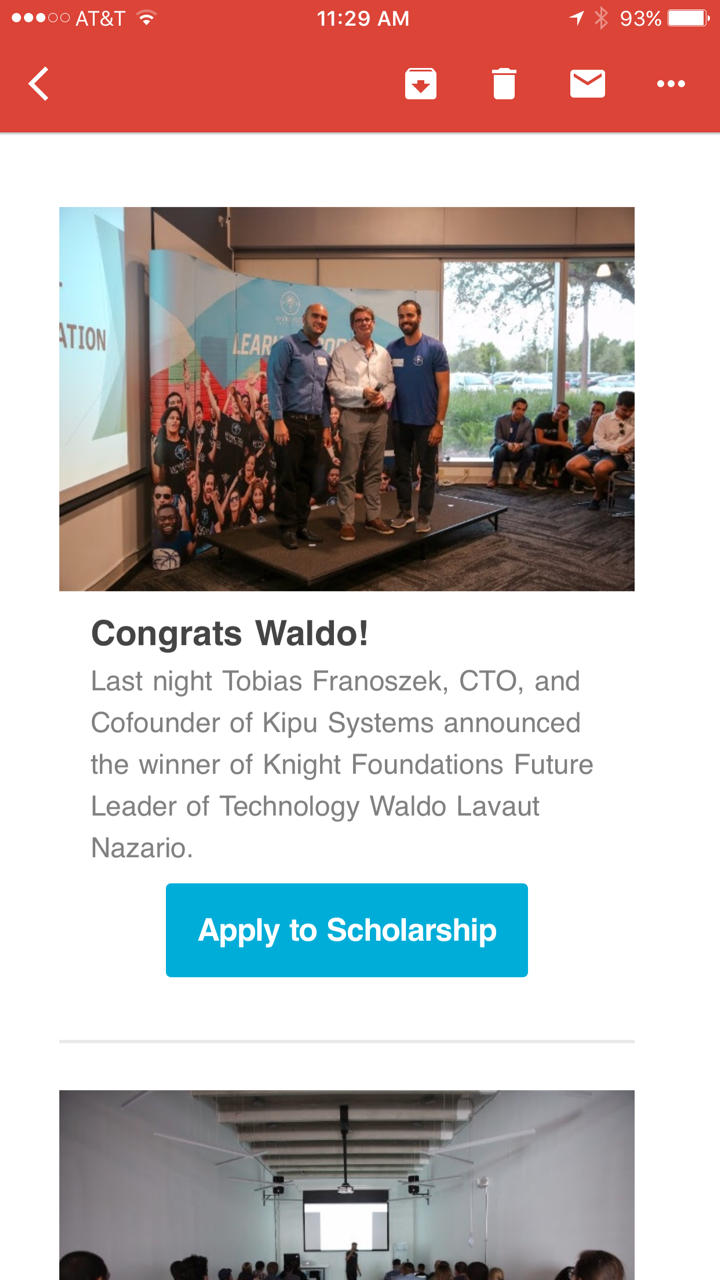 AT&T 11:29 AM 93%
ATION
LEARN
Congrats Waldo!
Last night Tobias Franoszek, CTO, and
Cofounder of Kipu Systems announced
the winner of Knight Foundations Future
Leader of Technology Waldo Lavaut
Nazario.
Apply to Scholarship